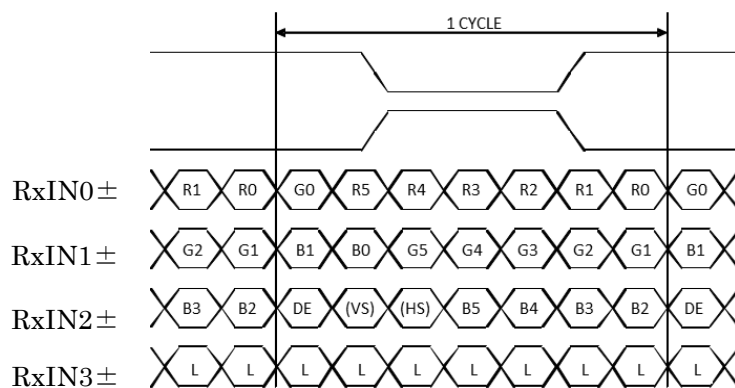 1 CYCLE
RxIN0± R1 R0 G0 R5 R4 R3 R2 R1 R0 G0
RxIN1± G2 G1 B1 B0 G5 G4 G3 G2 G1 B1
RxIN2± B3 B2 DE (VS) (HS) B5 B4 B3 B2 DE
RxIN3± L L L L L L L L L L